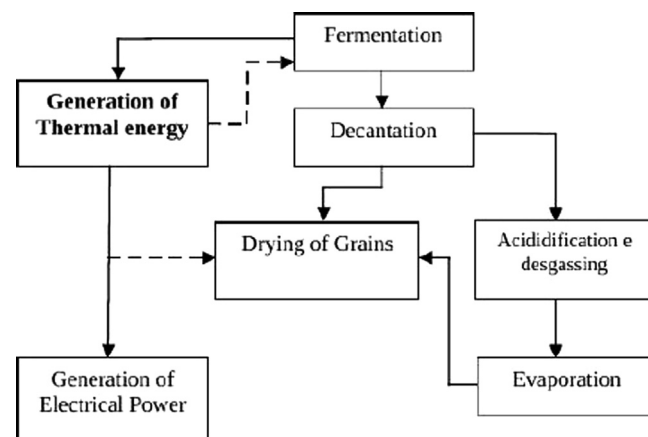 Fermentation
Generation of
Thermal energy
Decantation
Drying of Grains
Acididification e
desgassing
Generation of
Electrical Power
Evaporation